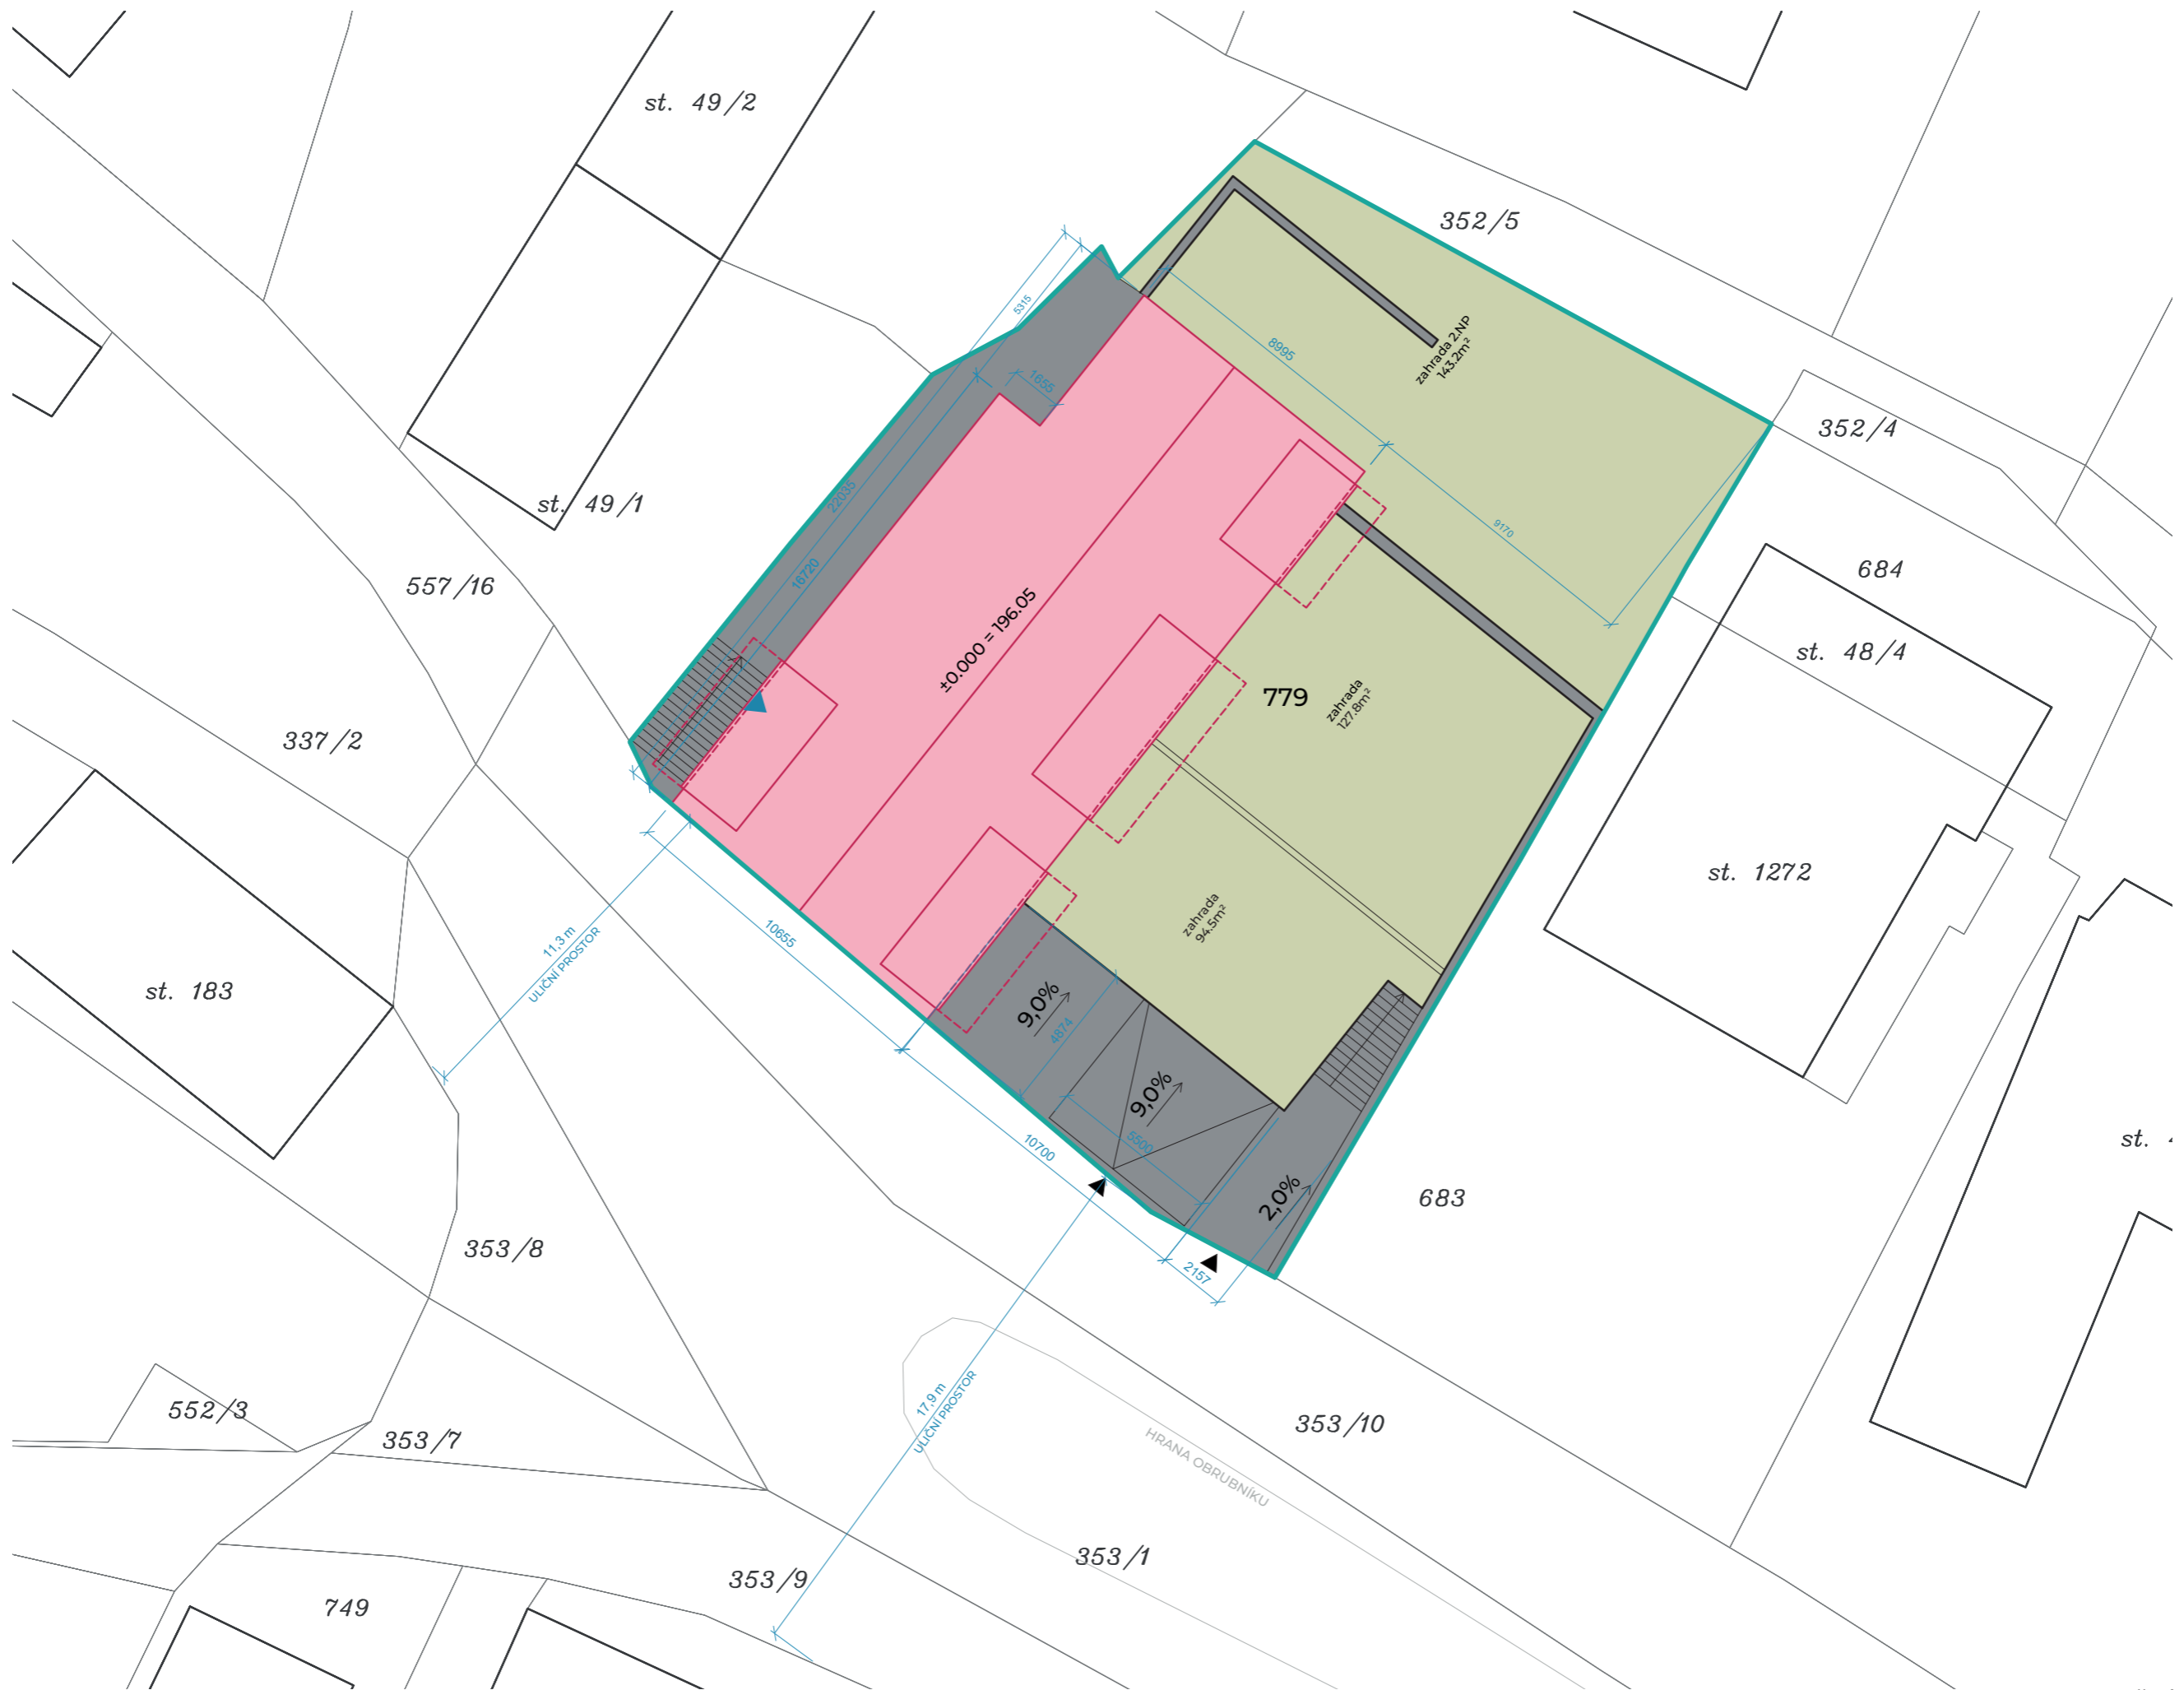 st. 49/2
352/5
5315
8995
zahrada 2.NP
143.2m²
1655
352/4
st. 49/1
22035
9170
684
557/16
16720
±0.000 = 196.05
st. 48/4
779
zahrada
127.8m²
337/2
st. 1272
zahrada
94.5m²
10655
11,3 m
ULIČNÍ PROSTOR
st. 183
9,0%
4874
9,0%
5500
10700
2,0%
683
353/8
2157
17,9 m
ULIČNÍ PROSTOR
552/3
353/7
353/10
HRANA OBRUBNÍKU
353/1
353/9
749
st.